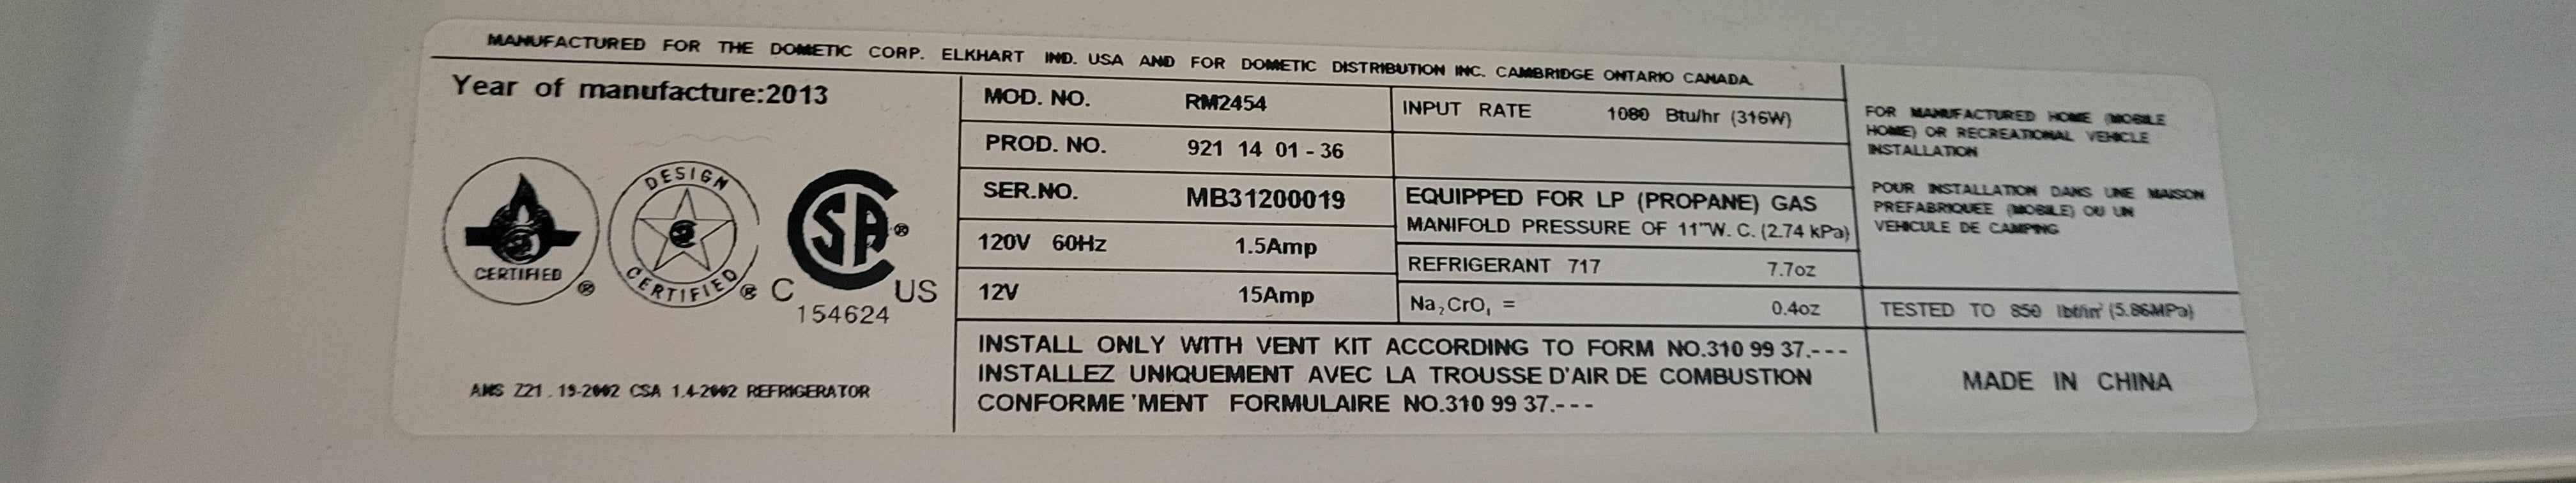 MANUFACTURED FOR THE DOMETIC CORP. ELKHART IND. USA AND FOR DOMETIC DISTRIBUTION INC. CAMBRIDGE ONTARIO CANADA.
Year of manufacture:2013
CERTIFIED ®
DESIGN
CERTIFIED ®
SA ®
C US
154624
ANS Z21 . 19-2002 CSA 1.4-2002 REFRIGERATOR
MOD. NO. RM2454
PROD. NO. 921 14 01 - 36
SER.NO. MB31200019
120V 60Hz 1.5Amp
12V 15Amp
INPUT RATE 1080 Btu/hr (316W)
EQUIPPED FOR LP (PROPANE) GAS
MANIFOLD PRESSURE OF 11"W. C. (2.74 kPa)
REFRIGERANT 717 7.7oz
Na₂CrO₄ = 0.4oz
INSTALL ONLY WITH VENT KIT ACCORDING TO FORM NO.310 99 37.---
INSTALLEZ UNIQUEMENT AVEC LA TROUSSE D'AIR DE COMBUSTION
CONFORME 'MENT FORMULAIRE NO.310 99 37.---
FOR MANUFACTURED HOME (MOBILE
HOME) OR RECREATIONAL VEHICLE
INSTALLATION
POUR INSTALLATION DANS UNE MAISON
PREFABRIQUEE (MOBILE) OU UN
VEHICULE DE CAMPING
TESTED TO 850 lbf/in² (5.86MPa)
MADE IN CHINA